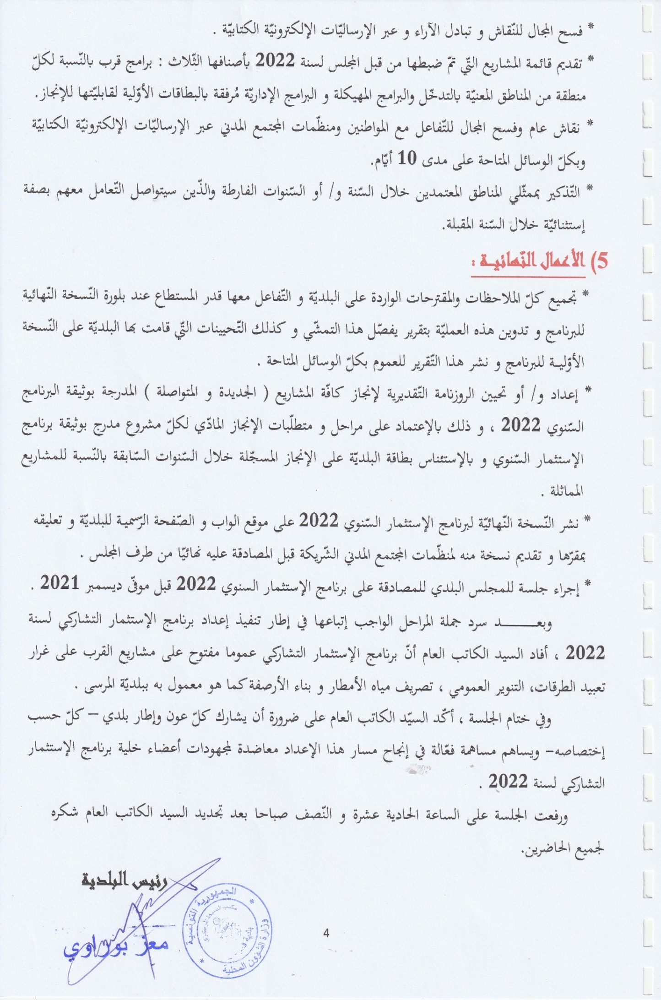 * فسح المجال للنّقاش و تبادل الآراء و عبر الإرساليّات الإلكترونيّة الكتابيّة .
* تقديم قائمة المشاريع التّي تمّ ضبطها من قبل المجلس لسنة 2022 بأصنافها الثّلاث : برامج قرب بالنّسبة لكلّ
منطقة من المناطق المعنيّة بالتدخّل والبرامج المهيكلة و البرامج الإداريّة مُرفقة بالبطاقات الأوّلية لقابليّتها للإنجاز.
* نقاش عام وفسح المجال للتّفاعل مع المواطنين ومنظّمات المجتمع المدني عبر الإرساليّات الإلكترونيّة الكتابيّة
وبكلّ الوسائل المتاحة على مدى 10 أيّام.
* التّذكير بممثّلي المناطق المعتمدين خلال السّنة و/ أو السّنوات الفارطة والذّين سيتواصل التّعامل معهم بصفة
إستثنائيّة خلال السّنة المقبلة.
5) الأعمال النّهائيـة :
* تجميع كلّ الملاحظات والمقترحات الواردة على البلديّة و التّفاعل معها قدر المستطاع عند بلورة النّسخة النّهائية
للبرنامج و تدوين هذه العمليّة بتقرير يفصّل هذا التمشّي و كذلك التّحيينات التّي قامت بها البلديّة على النّسخة
الأوّليـة للبرنامج و نشر هذا التّقرير للعموم بكلّ الوسائل المتاحة .
* إعداد و/ أو تحيين الروزنامة التّقديرية لإنجاز كافّة المشاريع ( الجديدة و المتواصلة ) المدرجة بوثيقة البرنامج
السّنوي 2022 ، و ذلك بالإعتماد على مراحل و متطلّبات الإنجاز المادّي لكلّ مشروع مدرج بوثيقة برنامج
الإستثمار السّنوي و بالإستئناس بطاقة البلديّة على الإنجاز المسجّلة خلال السّنوات السّابقة بالنّسبة للمشاريع
المماثلة .
* نشر النّسخة النّهائيّة لبرنامج الإستثمار السّنوي 2022 على موقع الواب و الصّفحة الرّسمية للبلديّة و تعليقه
بمقرّها و تقديم نسخة منه لمنظّمات المجتمع المدني الشّريكة قبل المصادقة عليه نهائيّا من طرف المجلس .
* إجراء جلسة للمجلس البلدي للمصادقة على برنامج الإستثمار السنوي 2022 قبل موفّى ديسمبر 2021 .
وبعـــــــد سرد جملة المراحل الواجب إتباعها في إطار تنفيذ إعداد برنامج الإستثمار التشاركي لسنة
2022 ، أفاد السيد الكاتب العام أنّ برنامج الإستثمار التشاركي عموما مفتوح على مشاريع القرب على غرار
تعبيد الطرقات، التنوير العمومي ، تصريف مياه الأمطار و بناء الأرصفة كما هو معمول به ببلديّة المرسى .
وفي ختام الجلسة ، أكّد السيّد الكاتب العام على ضرورة أن يشارك كلّ عون وإطار بلدي – كلّ حسب
إختصاصه- ويساهم مساهمة فعّالة في إنجاح مسار هذا الإعداد معاضدة لمجهودات أعضاء خلية برنامج الإستثمار
التشاركي لسنة 2022 .
ورفعت الجلسة على الساعة الحادية عشرة و النّصف صباحا بعد تجديد السيد الكاتب العام شكره
لجميع الحاضرين.
رئيس البلدية
معز بوراوي
الجمهورية التونسية
وزارة الشؤون المحلية
مكتب الضبط المركزي
بلدية
4